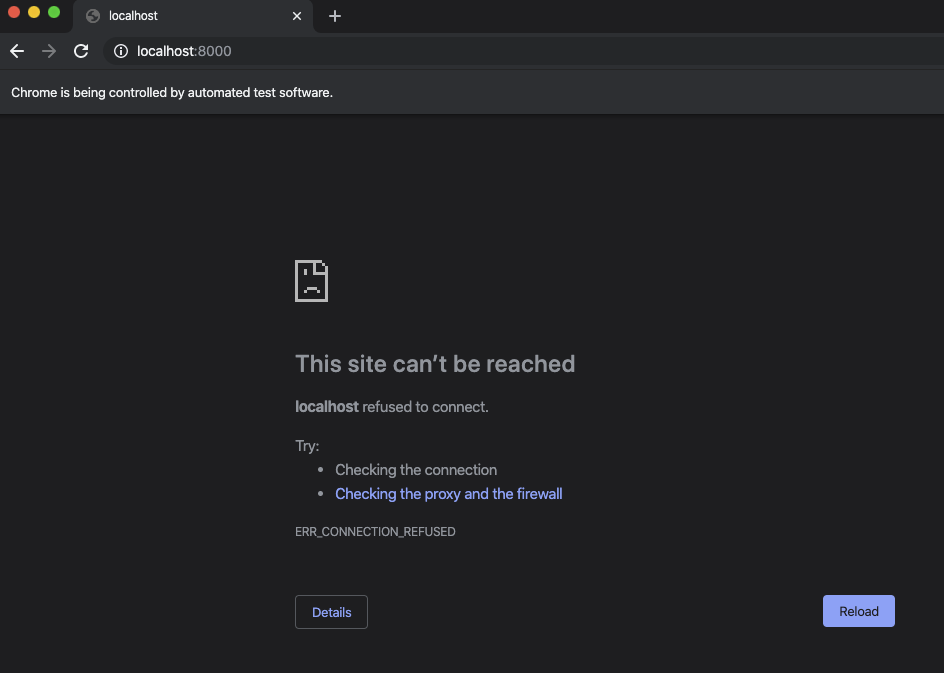 localhost
localhost:8000
Chrome is being controlled by automated test software.
This site can’t be reached
localhost refused to connect.
Try:
• Checking the connection
• Checking the proxy and the firewall
ERR_CONNECTION_REFUSED
Details
Reload